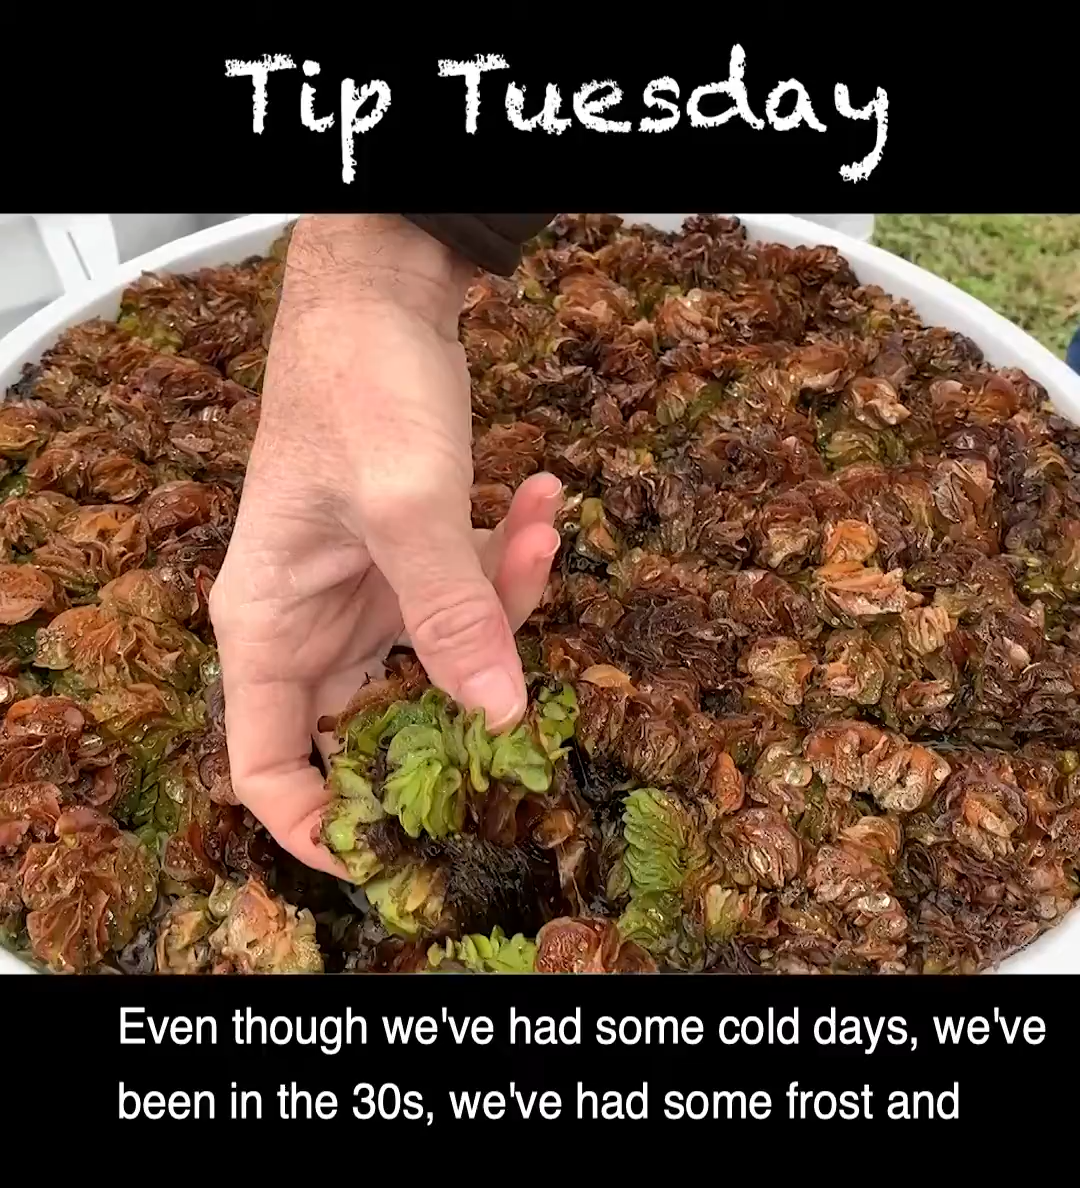 Tip Tuesday
Even though we've had some cold days, we've
been in the 30s, we've had some frost and